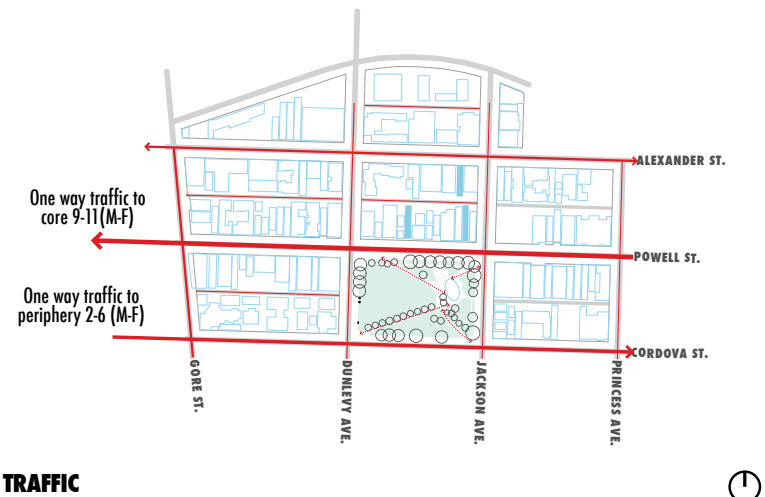 ALEXANDER ST.
One way traffic to
core 9-11(M-F)
POWELL ST.
One way traffic to
periphery 2-6 (M-F)
CORDOVA ST.
GORE ST.
DUNLEVY AVE.
JACKSON AVE.
PRINCESS AVE.
TRAFFIC